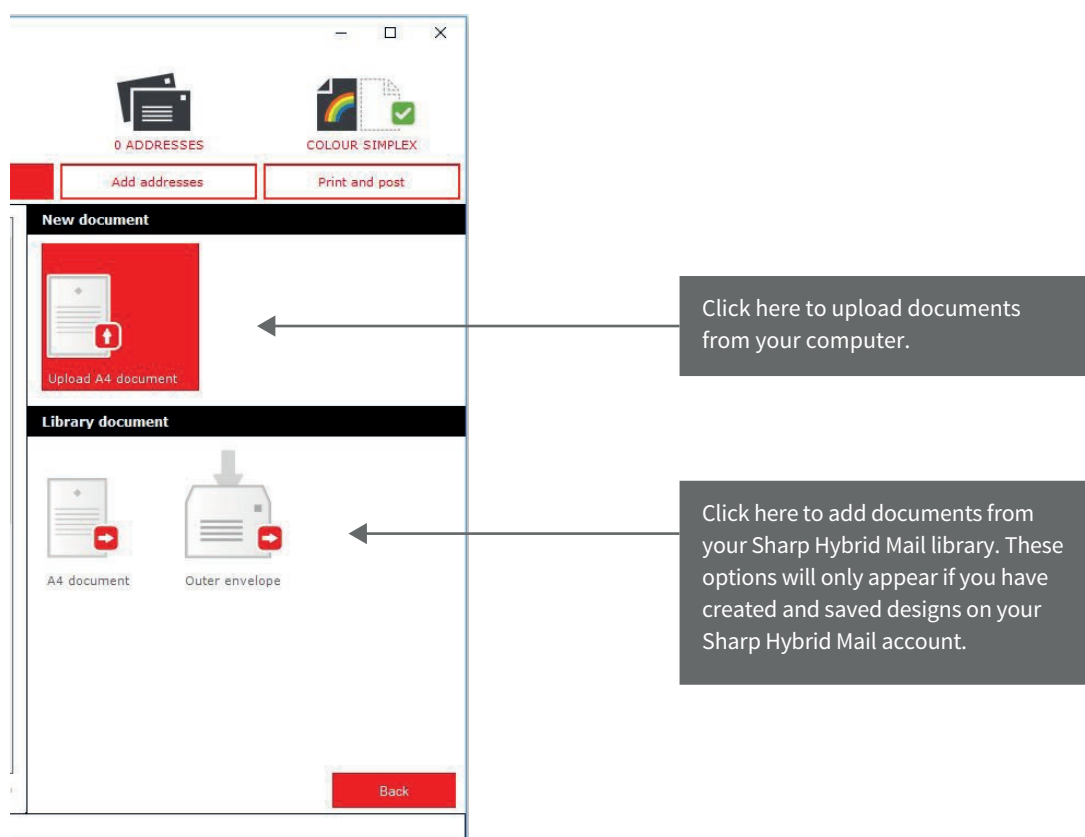 0 ADDRESSES
COLOUR SIMPLEX
Add addresses
Print and post
New document
Upload A4 document
Click here to upload documents
from your computer.
Library document
A4 document
Outer envelope
Click here to add documents from
your Sharp Hybrid Mail library. These
options will only appear if you have
created and saved designs on your
Sharp Hybrid Mail account.
Back